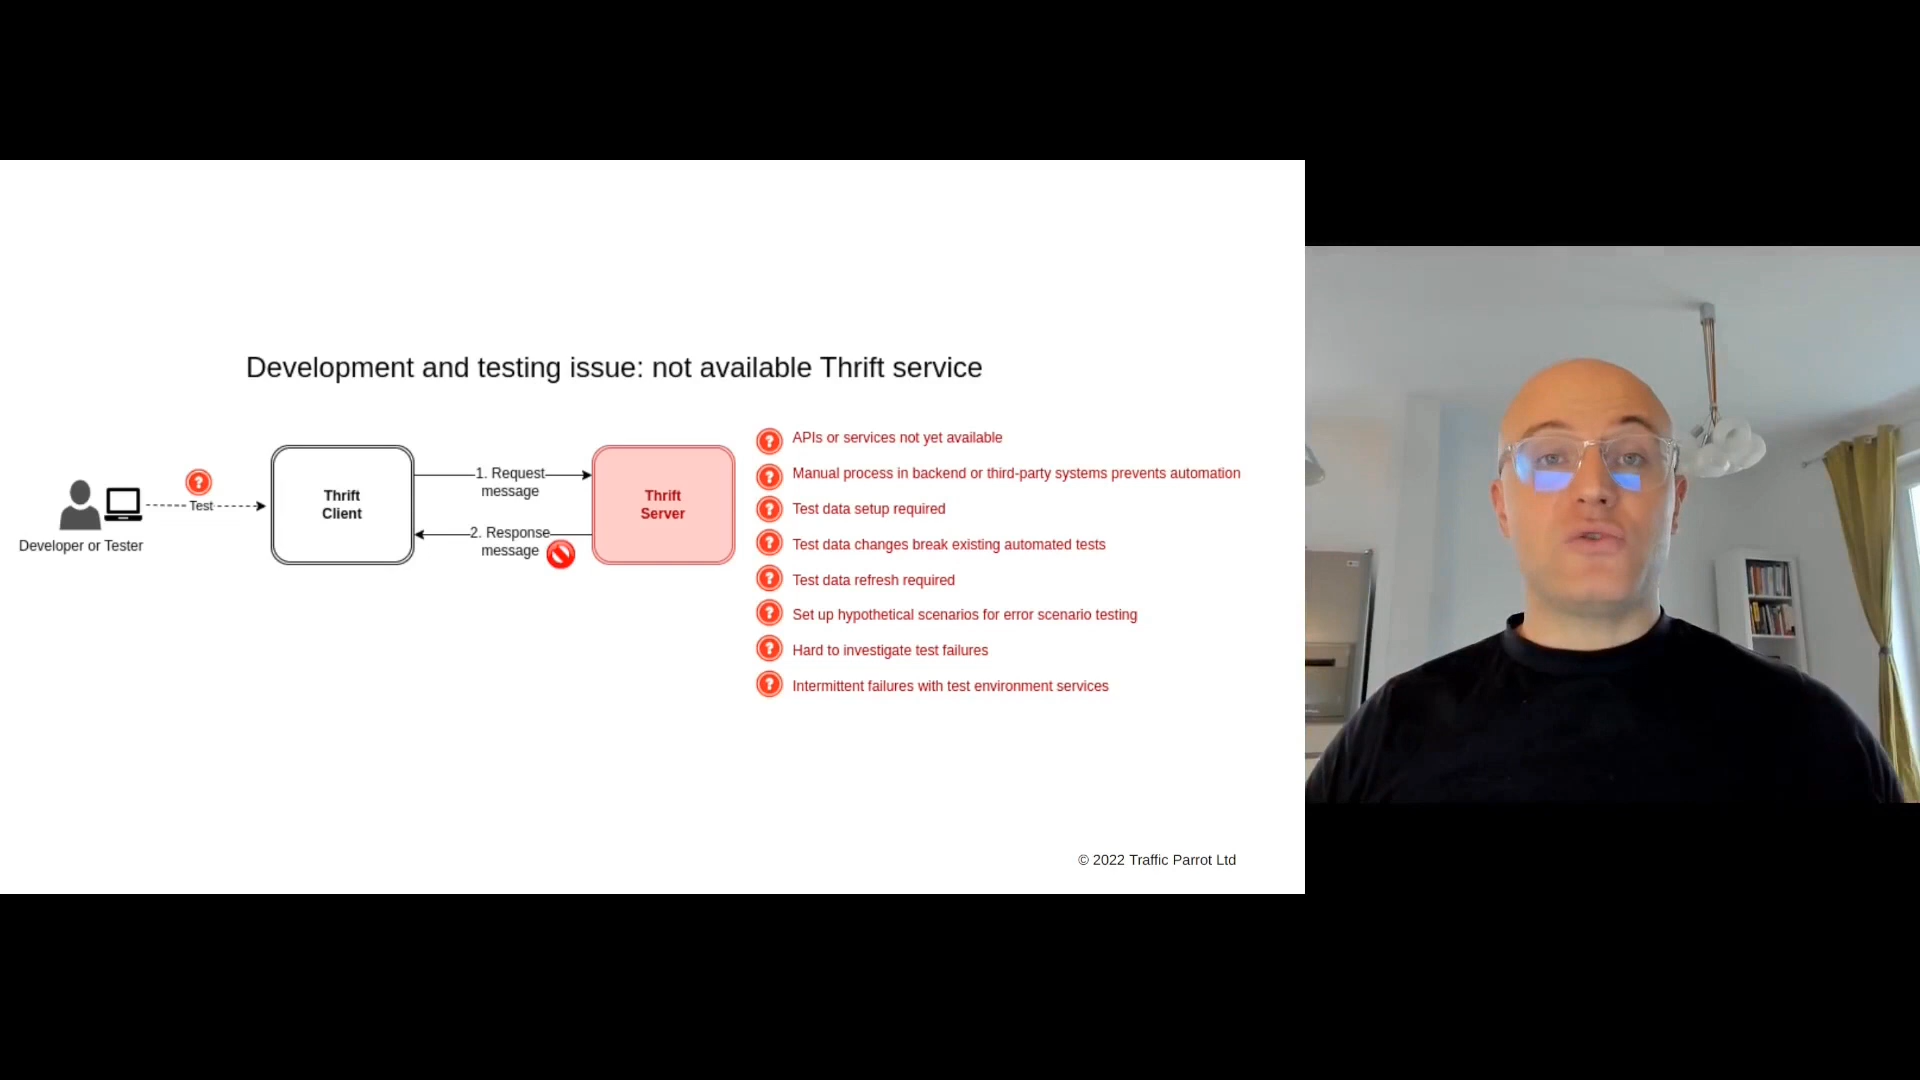 Development and testing issue: not available Thrift service
Developer or Tester
Test
Thrift
Client
1. Request
message
2. Response
message
Thrift
Server
APIs or services not yet available
Manual process in backend or third-party systems prevents automation
Test data setup required
Test data changes break existing automated tests
Test data refresh required
Set up hypothetical scenarios for error scenario testing
Hard to investigate test failures
Intermittent failures with test environment services
© 2022 Traffic Parrot Ltd